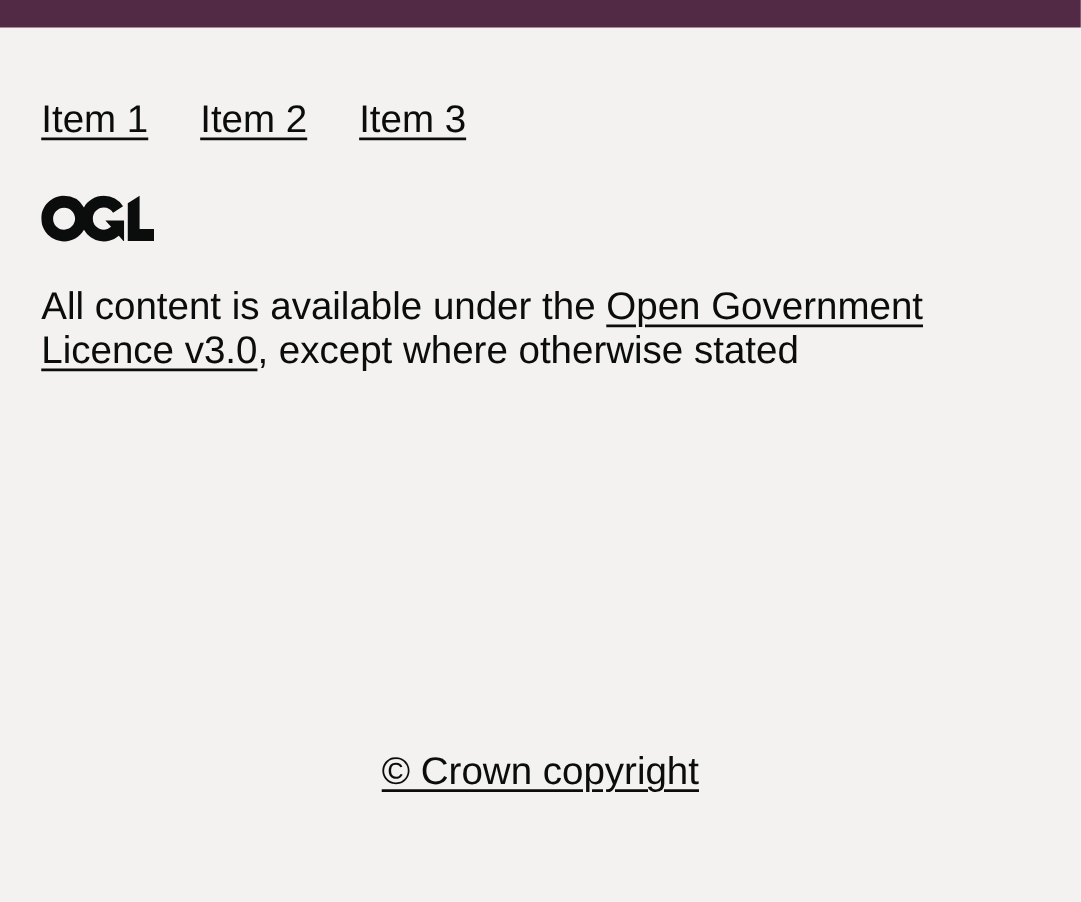 Item 1 Item 2 Item 3
OGL
All content is available under the Open Government
Licence v3.0, except where otherwise stated
© Crown copyright